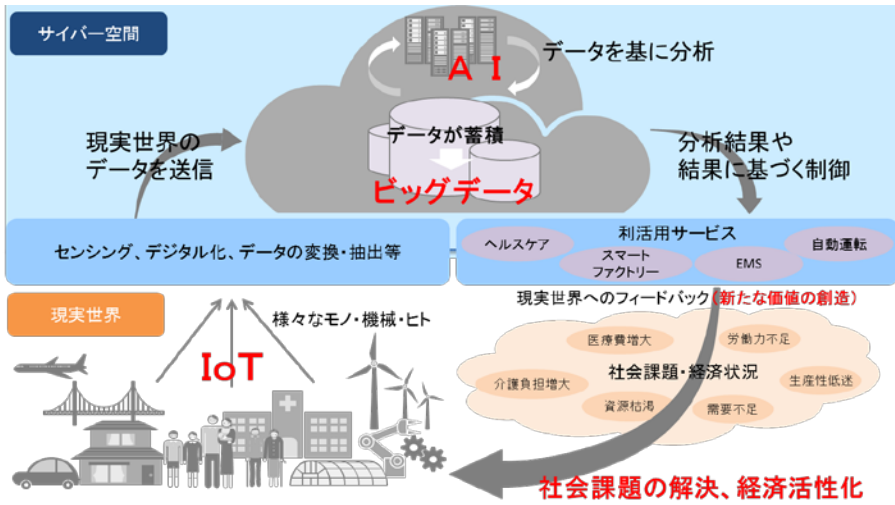 サイバー空間
AI
データを基に分析
データが蓄積
ビッグデータ
現実世界の
データを送信
分析結果や
結果に基づく制御
センシング、デジタル化、データの変換・抽出等
利活用サービス
ヘルスケア
スマート
ファクトリー
EMS
自動運転
現実世界
様々なモノ・機械・ヒト
IoT
現実世界へのフィードバック(新たな価値の創造)
医療費増大
労働力不足
介護負担増大
社会課題・経済状況
生産性低迷
資源枯渇
需要不足
社会課題の解決、経済活性化